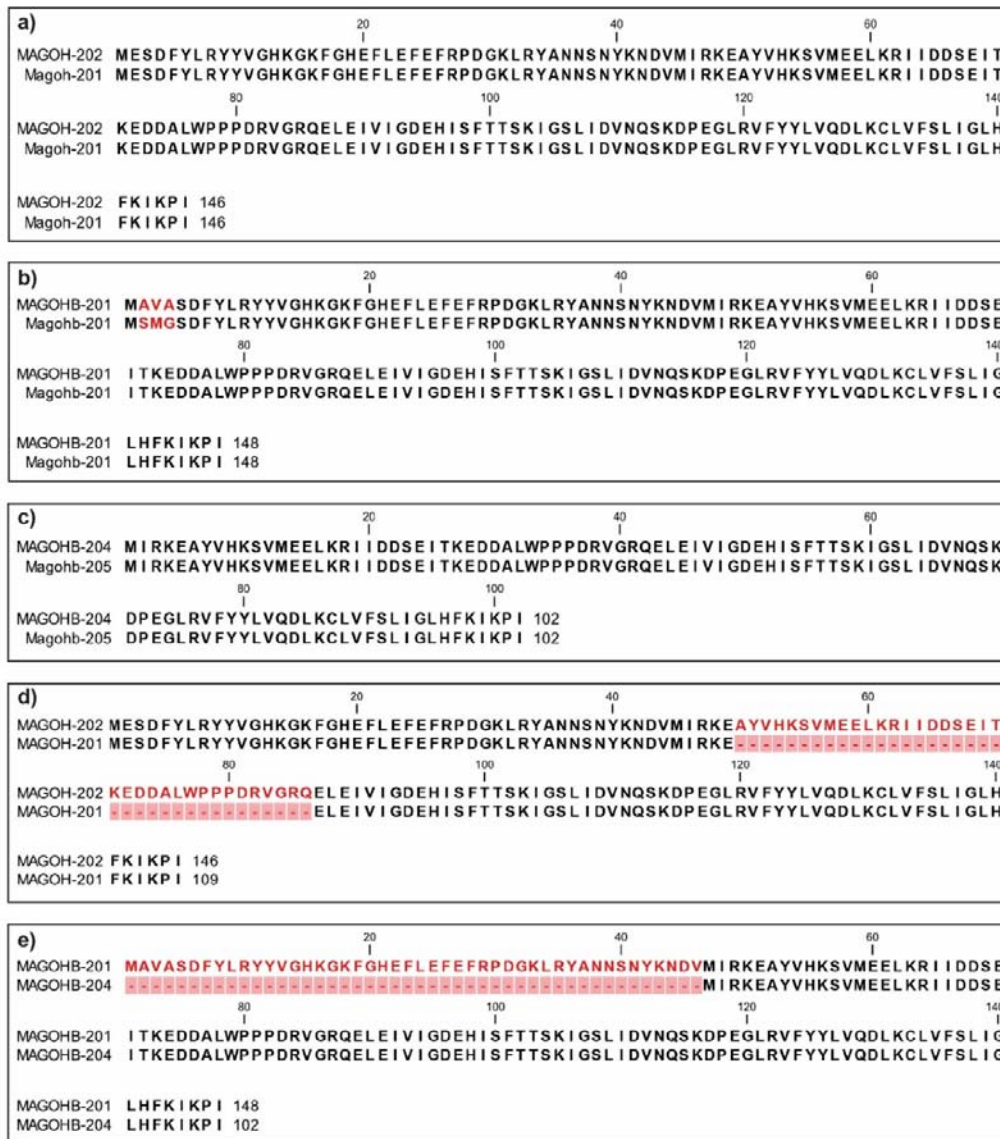 a)
20 40 60
MAGOH-202 MESDFYLRYYVGHKGKFGHEFLEFEFRPDGKLRYANNSNYKNDVMIRKEAYVHKSVMEELKRIIDDSEIT
Magoh-201 MESDFYLRYYVGHKGKFGHEFLEFEFRPDGKLRYANNSNYKNDVMIRKEAYVHKSVMEELKRIIDDSEIT
80 100 120 140
MAGOH-202 KEDDALWPPPDRVGRQELEIVIGDEHISFTTSKIGSLIDVNQSKDPEGLRVFYYLVQDLKCLVFSLIGLH
Magoh-201 KEDDALWPPPDRVGRQELEIVIGDEHISFTTSKIGSLIDVNQSKDPEGLRVFYYLVQDLKCLVFSLIGLH
MAGOH-202 FKIKPI 146
Magoh-201 FKIKPI 146
b)
20 40 60
MAGOHB-201 MAVASDFYLRYYVGHKGKFGHEFLEFEFRPDGKLRYANNSNYKNDVMIRKEAYVHKSVMEELKRIIDDSE
Magohb-201 MSMGSDFYLRYYVGHKGKFGHEFLEFEFRPDGKLRYANNSNYKNDVMIRKEAYVHKSVMEELKRIIDDSE
80 100 120 140
MAGOHB-201 ITKEDDALWPPPDRVGRQELEIVIGDEHISFTTSKIGSLIDVNQSKDPEGLRVFYYLVQDLKCLVFSLIG
Magohb-201 ITKEDDALWPPPDRVGRQELEIVIGDEHISFTTSKIGSLIDVNQSKDPEGLRVFYYLVQDLKCLVFSLIG
MAGOHB-201 LHFKIKPI 148
Magohb-201 LHFKIKPI 148
c)
20 40 60
MAGOHB-204 MIRKEAYVHKSVMEELKRIIDDSEITKEDDALWPPPDRVGRQELEIVIGDEHISFTTSKIGSLIDVNQSK
Magohb-205 MIRKEAYVHKSVMEELKRIIDDSEITKEDDALWPPPDRVGRQELEIVIGDEHISFTTSKIGSLIDVNQSK
80 100
MAGOHB-204 DPEGLRVFYYLVQDLKCLVFSLIGLHFKIKPI 102
Magohb-205 DPEGLRVFYYLVQDLKCLVFSLIGLHFKIKPI 102
d)
20 40 60
MAGOH-202 MESDFYLRYYVGHKGKFGHEFLEFEFRPDGKLRYANNSNYKNDVMIRKEAYVHKSVMEELKRIIDDSEIT
MAGOH-201 MESDFYLRYYVGHKGKFGHEFLEFEFRPDGKLRYANNSNYKNDVMIRKE---------------------
80 100 120 140
MAGOH-202 KEDDALWPPPDRVGRQELEIVIGDEHISFTTSKIGSLIDVNQSKDPEGLRVFYYLVQDLKCLVFSLIGLH
MAGOH-201 ----------------ELEIVIGDEHISFTTSKIGSLIDVNQSKDPEGLRVFYYLVQDLKCLVFSLIGLH
MAGOH-202 FKIKPI 146
MAGOH-201 FKIKPI 109
e)
20 40 60
MAGOHB-201 MAVASDFYLRYYVGHKGKFGHEFLEFEFRPDGKLRYANNSNYKNDVMIRKEAYVHKSVMEELKRIIDDSE
MAGOHB-204 ----------------------------------------------MIRKEAYVHKSVMEELKRIIDDSE
80 100 120 140
MAGOHB-201 ITKEDDALWPPPDRVGRQELEIVIGDEHISFTTSKIGSLIDVNQSKDPEGLRVFYYLVQDLKCLVFSLIG
MAGOHB-204 ITKEDDALWPPPDRVGRQELEIVIGDEHISFTTSKIGSLIDVNQSKDPEGLRVFYYLVQDLKCLVFSLIG
MAGOHB-201 LHFKIKPI 148
MAGOHB-204 LHFKIKPI 102